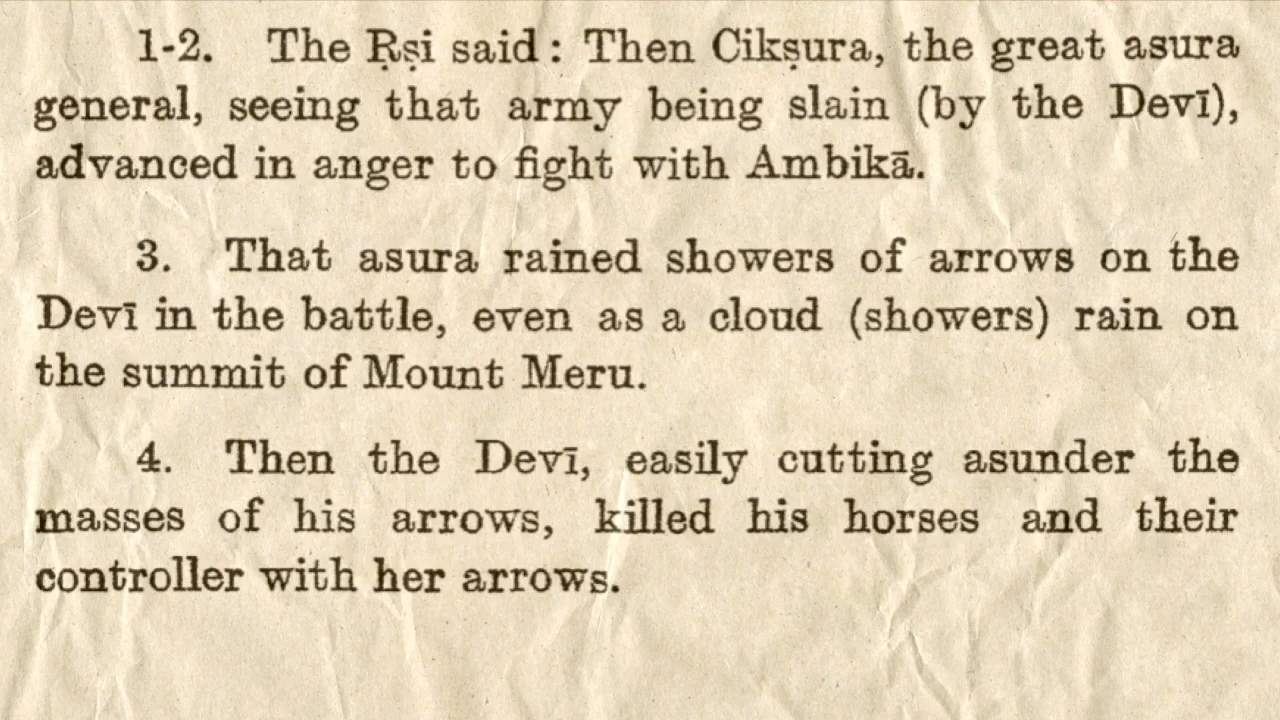 1-2. The Ṛṣi said : Then Cikṣura, the great asura
general, seeing that army being slain (by the Devī),
advanced in anger to fight with Ambikā.
3. That asura rained showers of arrows on the
Devī in the battle, even as a cloud (showers) rain on
the summit of Mount Meru.
4. Then the Devī, easily cutting asunder the
masses of his arrows, killed his horses and their
controller with her arrows.